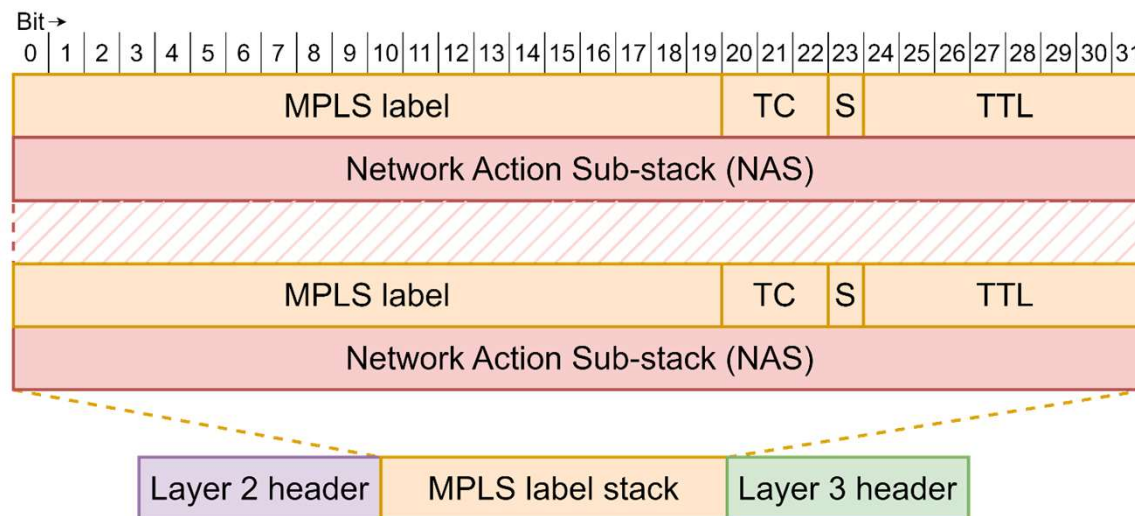 Bit→
0 1 2 3 4 5 6 7 8 9 10 11 12 13 14 15 16 17 18 19 20 21 22 23 24 25 26 27 28 29 30 31
MPLS label TC S TTL
Network Action Sub-stack (NAS)
MPLS label TC S TTL
Network Action Sub-stack (NAS)
Layer 2 header MPLS label stack Layer 3 header